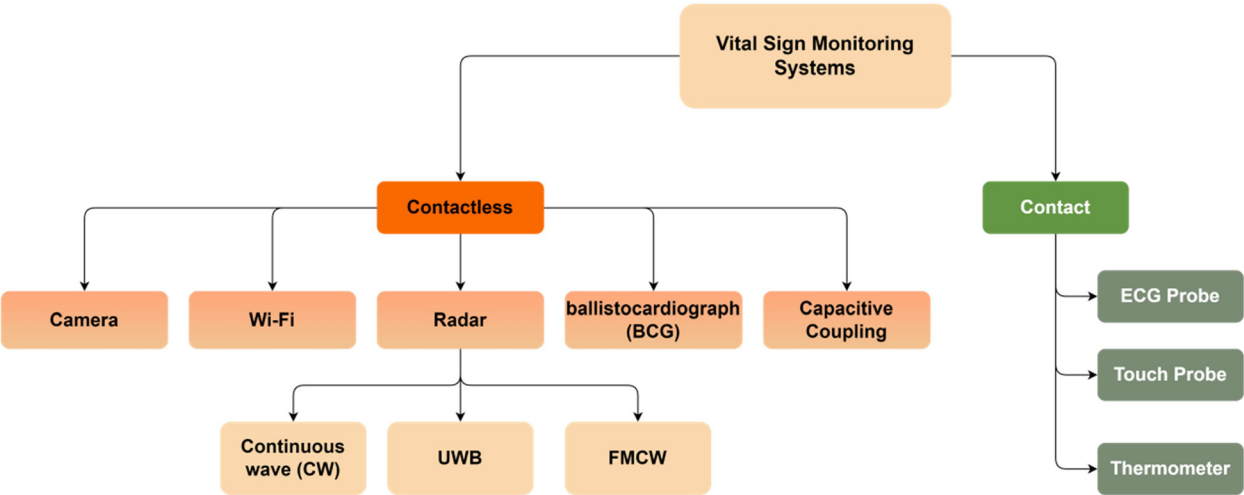 Vital Sign Monitoring
Systems
Contactless
Contact
Camera
Wi-Fi
Radar
ballistocardiograph
(BCG)
Capacitive
Coupling
ECG Probe
Touch Probe
Thermometer
Continuous
wave (CW)
UWB
FMCW